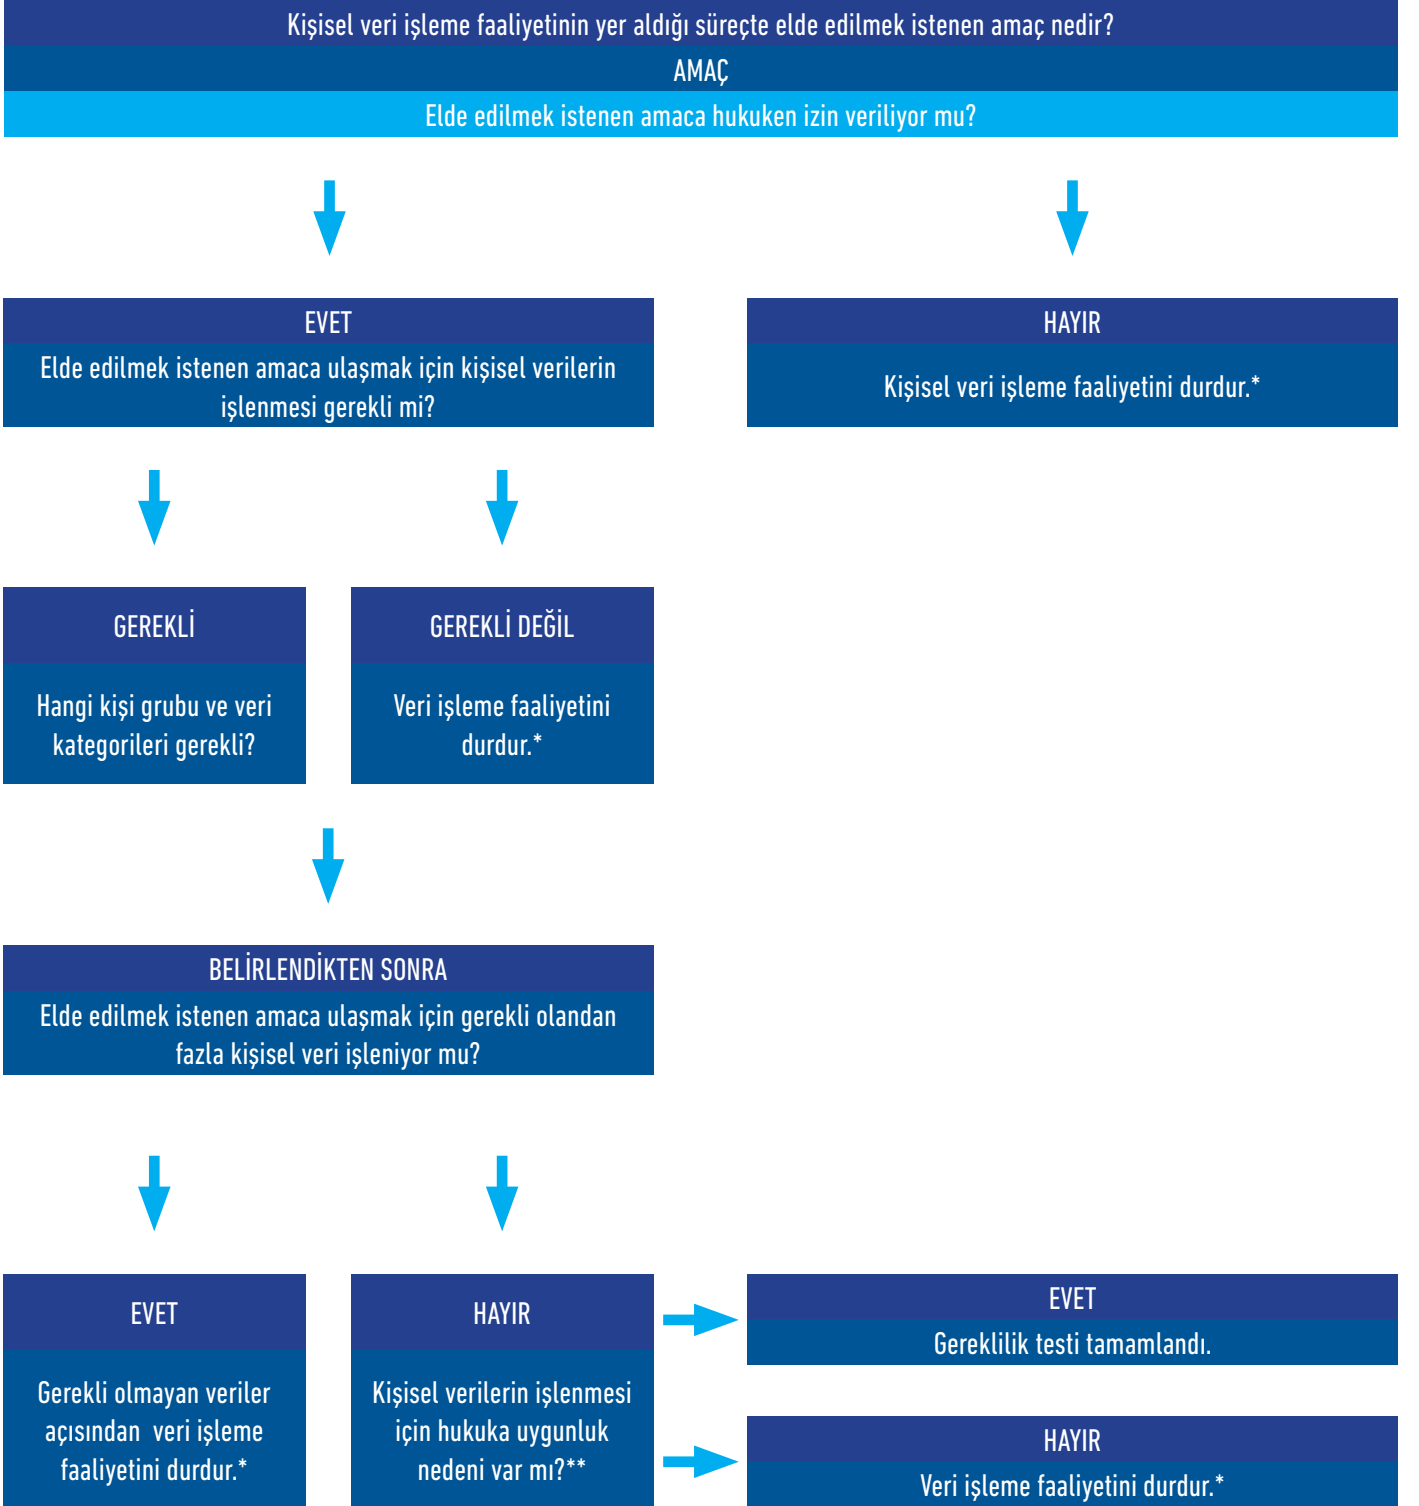 Kişisel veri işleme faaliyetinin yer aldığı süreçte elde edilmek istenen amaç nedir?
AMAÇ
Elde edilmek istenen amaca hukuken izin veriliyor mu?
EVET
Elde edilmek istenen amaca ulaşmak için kişisel verilerin
işlenmesi gerekli mi?
HAYIR
Kişisel veri işleme faaliyetini durdur.*
GEREKLİ
Hangi kişi grubu ve veri
kategorileri gerekli?
GEREKLİ DEĞİL
Veri işleme faaliyetini
durdur.*
BELİRLENDİKTEN SONRA
Elde edilmek istenen amaca ulaşmak için gerekli olandan
fazla kişisel veri işleniyor mu?
EVET
Gerekli olmayan veriler
açısından  veri işleme
faaliyetini durdur.*
HAYIR
Kişisel verilerin işlenmesi
için hukuka uygunluk
nedeni var mı?**
EVET
Gereklilik testi tamamlandı.
HAYIR
Veri işleme faaliyetini durdur.*